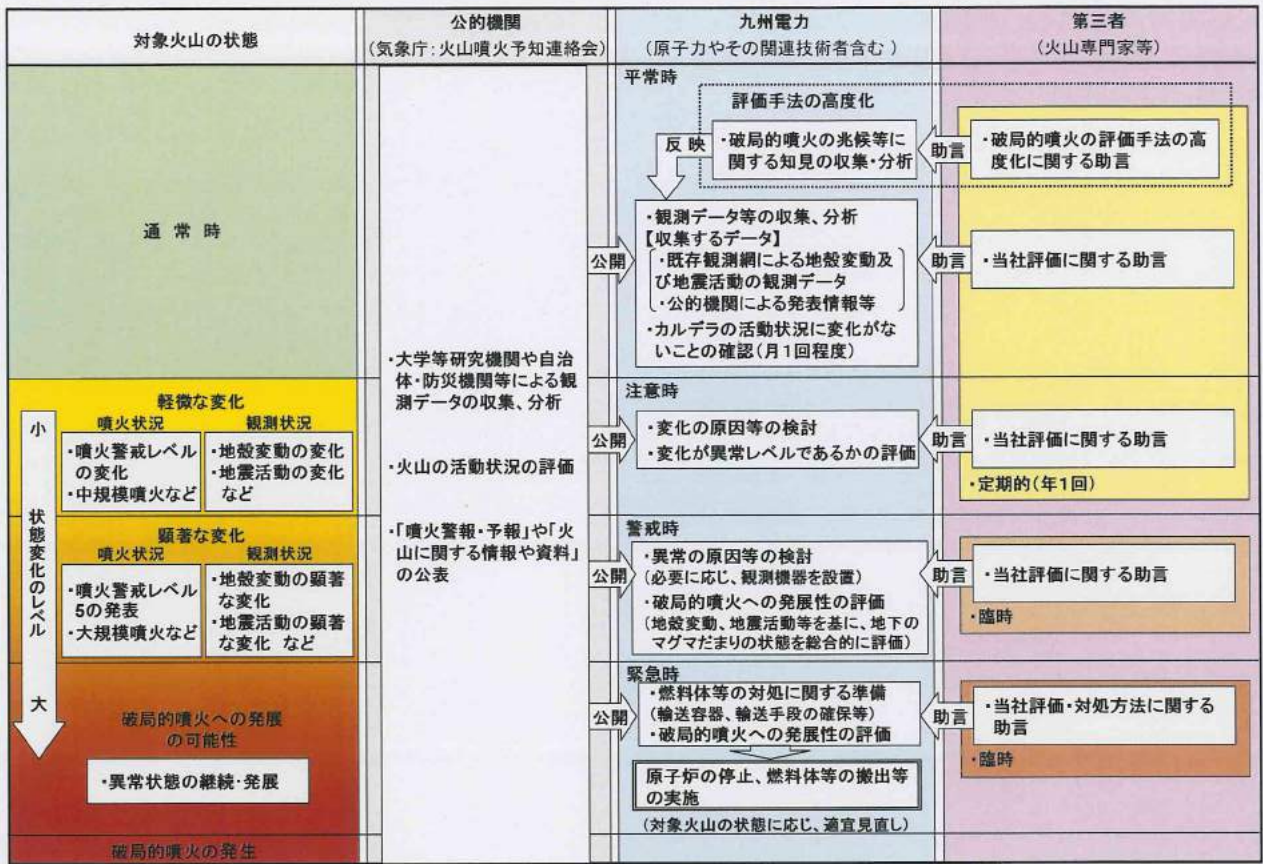 対象火山の状態
公的機関
(気象庁:火山噴火予知連絡会)
九州電力
(原子力やその関連技術者含む)
第三者
(火山専門家等)
通常時
小
状態変化のレベル
大
軽微な変化
噴火状況
・噴火警戒レベル
の変化
・中規模噴火など
観測状況
・地殻変動の変化
・地震活動の変化
など
顕著な変化
噴火状況
・噴火警戒レベル
5の発表
・大規模噴火など
観測状況
・地殻変動の顕著
な変化
・地震活動の顕著
な変化 など
破局的噴火への発展
の可能性
・異常状態の継続・発展
破局的噴火の発生
・大学等研究機関や自治
体・防災機関等による観
測データの収集、分析
・火山の活動状況の評価
・「噴火警報・予報」や「火
山に関する情報や資料」
の公表
平常時
評価手法の高度化
反映
・破局的噴火の兆候等に
関する知見の収集・分析
助言
・破局的噴火の評価手法の高
度化に関する助言
公開
・観測データ等の収集、分析
【収集するデータ】
・既存観測網による地殻変動及
び地震活動の観測データ
・公的機関による発表情報等
・カルデラの活動状況に変化がな
いことの確認(月1回程度)
助言
・当社評価に関する助言
注意時
公開
・変化の原因等の検討
・変化が異常レベルであるかの評価
助言
・当社評価に関する助言
・定期的(年1回)
警戒時
公開
・異常の原因等の検討
(必要に応じ、観測機器を設置)
・破局的噴火への発展性の評価
(地殻変動、地震活動等を基に、地下の
マグマだまりの状態を総合的に評価)
助言
・当社評価に関する助言
・臨時
緊急時
公開
・燃料体等の対処に関する準備
(輸送容器、輸送手段の確保等)
・破局的噴火への発展性の評価
助言
・当社評価・対処方法に関する
助言
・臨時
原子炉の停止、燃料体等の搬出等
の実施
(対象火山の状態に応じ、適宜見直し)